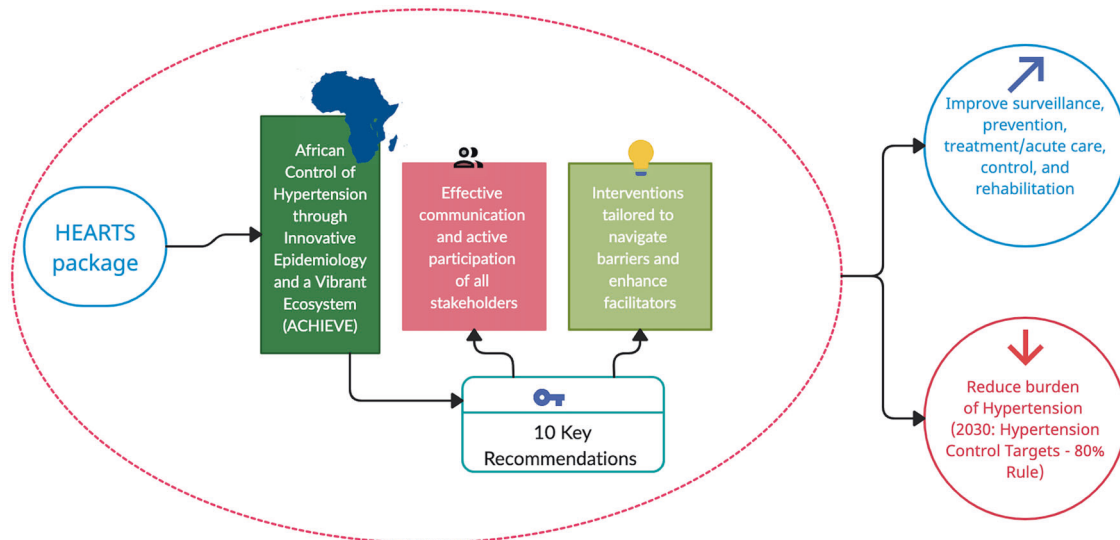 HEARTS
package
African
Control of
Hypertension
through
Innovative
Epidemiology
and a Vibrant
Ecosystem
(ACHIEVE)
Effective
communication
and active
participation
of all
stakeholders
Interventions
tailored to
navigate
barriers and
enhance
facilitators
10 Key
Recommendations
Improve surveillance,
prevention,
treatment/acute care,
control, and
rehabilitation
Reduce burden
of Hypertension
(2030: Hypertension
Control Targets - 80%
Rule)